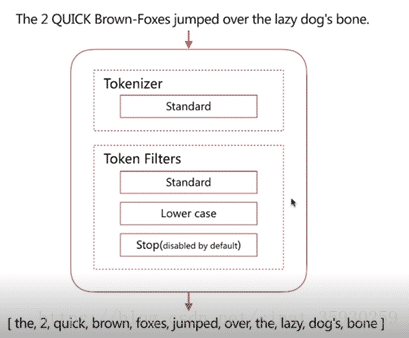 The 2 QUICK Brown-Foxes jumped over the lazy dog's bone.
Tokenizer
Standard
Token Filters
Standard
Lower case
Stop(disabled by default)
[ the, 2, quick, brown, foxes, jumped, over, the, lazy, dog's, bone ]